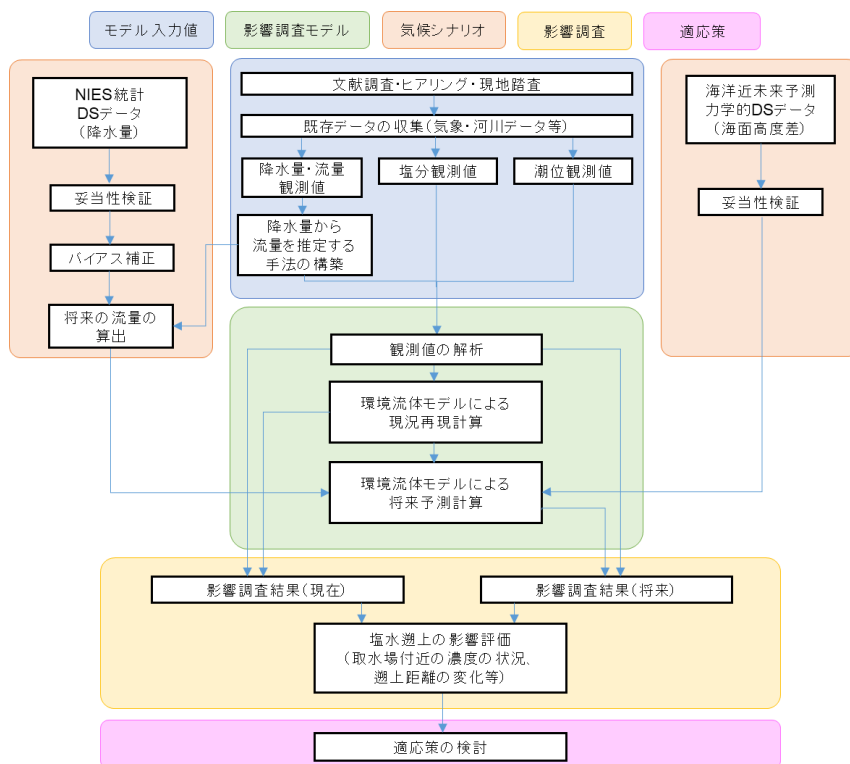 モデル入力値
影響調査モデル
気候シナリオ
影響調査
適応策
NIES統計
DSデータ
(降水量)
妥当性検証
バイアス補正
将来の流量の
算出
文献調査・ヒアリング・現地踏査
既存データの収集(気象・河川データ等)
降水量・流量
観測値
塩分観測値
潮位観測値
降水量から
流量を推定する
手法の構築
海洋近未来予測
力学的DSデータ
(海面高度差)
妥当性検証
観測値の解析
環境流体モデルによる
現況再現計算
環境流体モデルによる
将来予測計算
影響調査結果(現在)
影響調査結果(将来)
塩水遡上の影響評価
(取水場付近の濃度の状況、
遡上距離の変化等)
適応策の検討